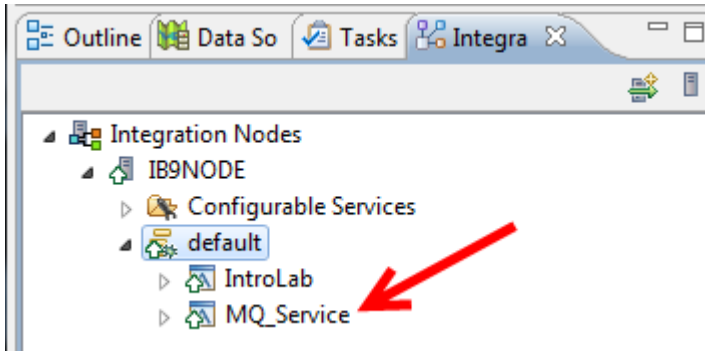 Outline Data So Tasks Integra
Integration Nodes
IB9NODE
Configurable Services
default
IntroLab
MQ_Service